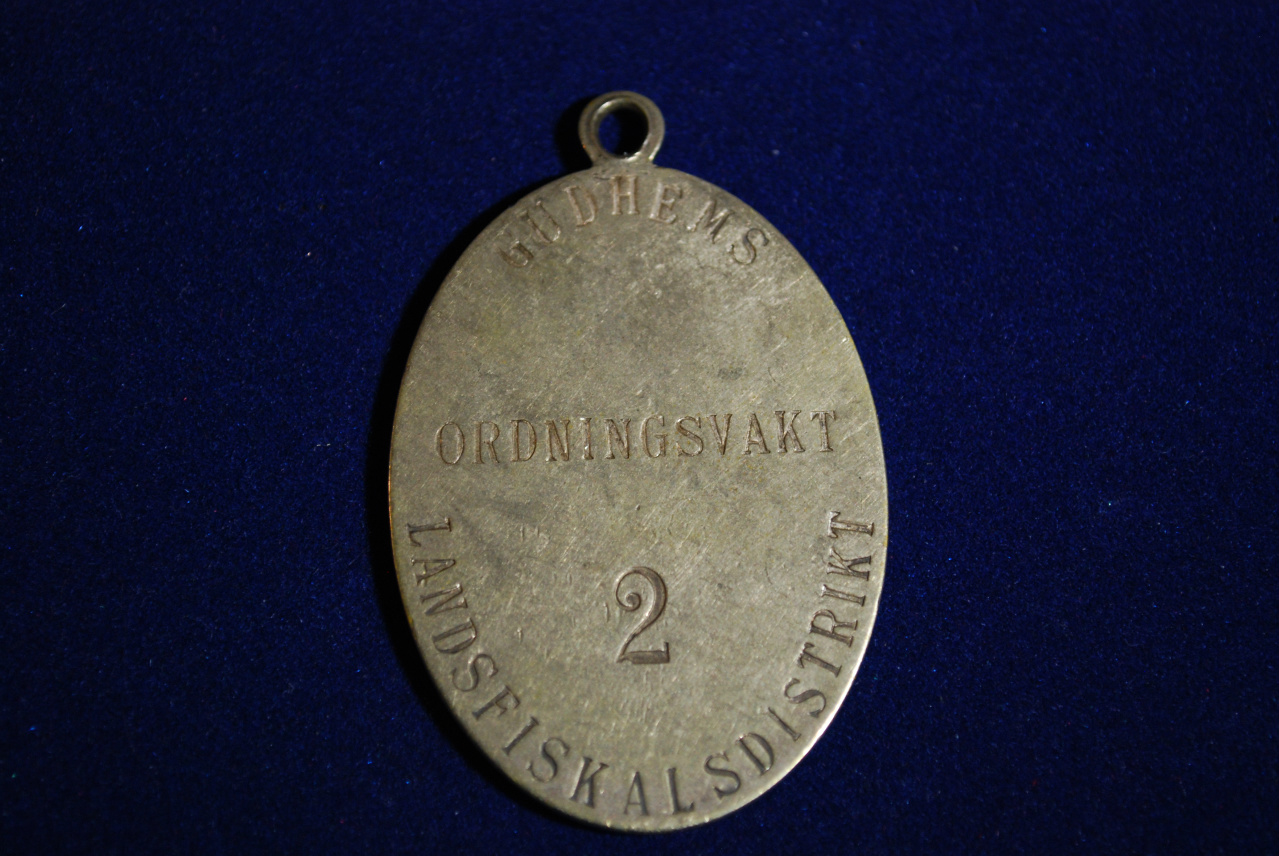 GUDHEMS
ORDNINGSVAKT
2
LANDSFISKALSDISTRIKT